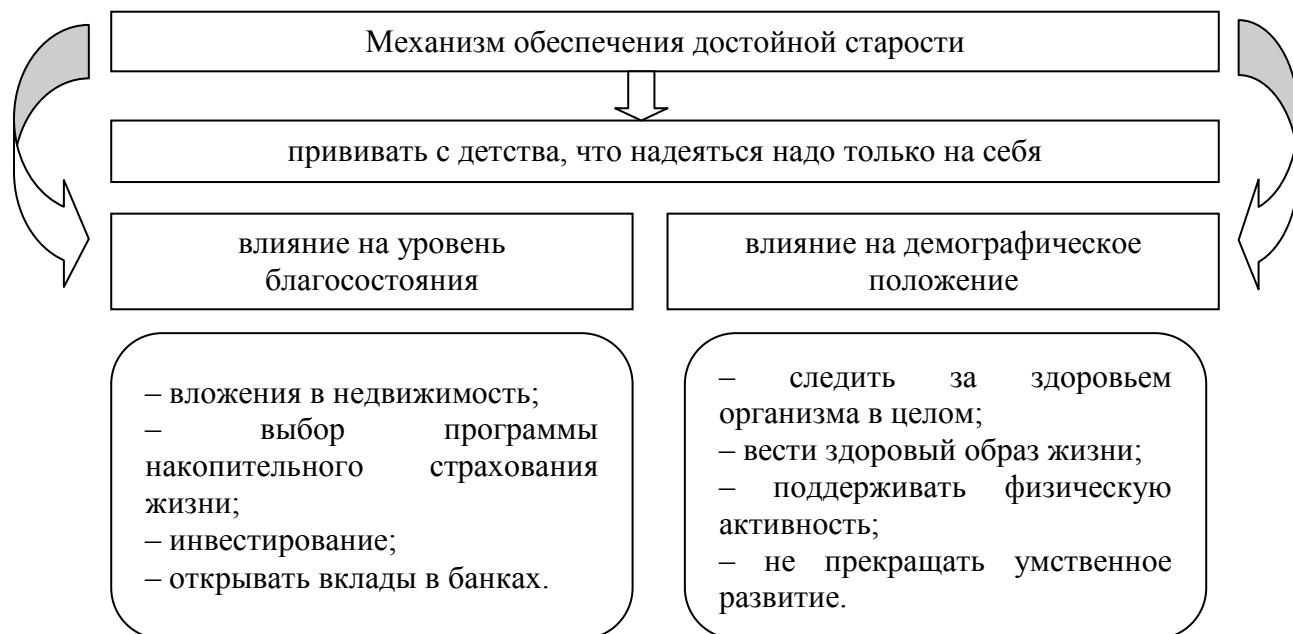 Механизм обеспечения достойной старости
прививать с детства, что надеяться надо только на себя
влияние на уровень
благосостояния
влияние на демографическое
положение
– вложения в недвижимость;
– выбор программы
накопительного страхования
жизни;
– инвестирование;
– открывать вклады в банках.
– следить за здоровьем
организма в целом;
– вести здоровый образ жизни;
– поддерживать физическую
активность;
– не прекращать умственное
развитие.